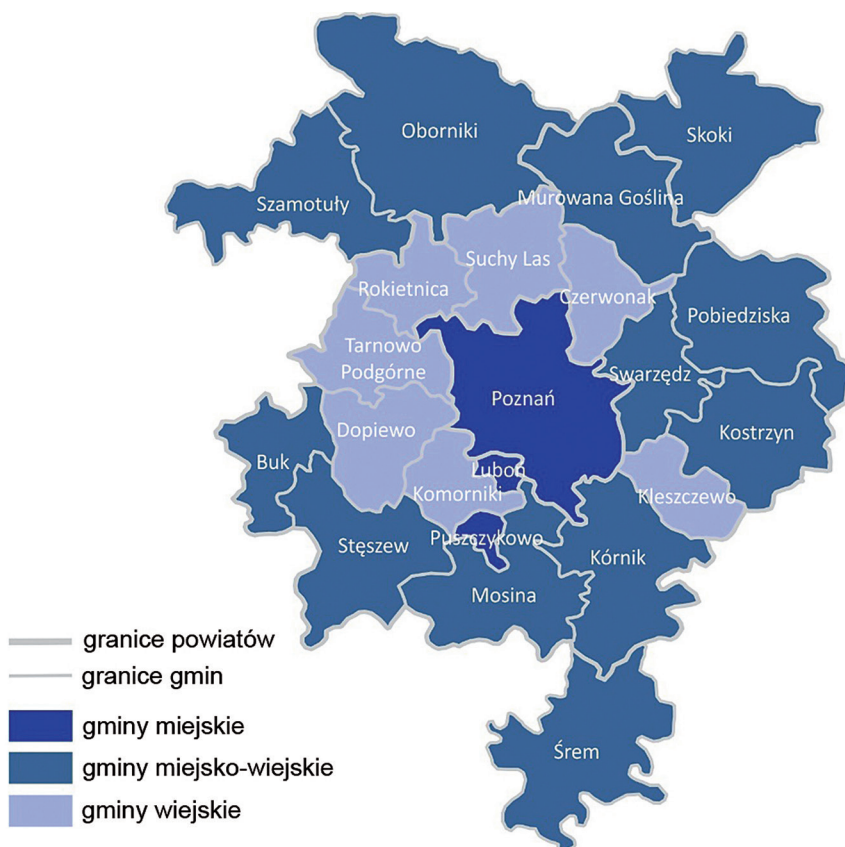 Oborniki
Skoki
Szamotuły
Murowana Goślina
Suchy Las
Rokietnica
Czerwonak
Pobiedziska
Tarnowo
Podgórne
Swarzędz
Poznań
Kostrzyn
Dopiewo
Buk
Luboń
Komorniki
Kleszczewo
Puszczykowo
Stęszew
Kórnik
Mosina
Śrem
granice powiatów
granice gmin
gminy miejskie
gminy miejsko-wiejskie
gminy wiejskie